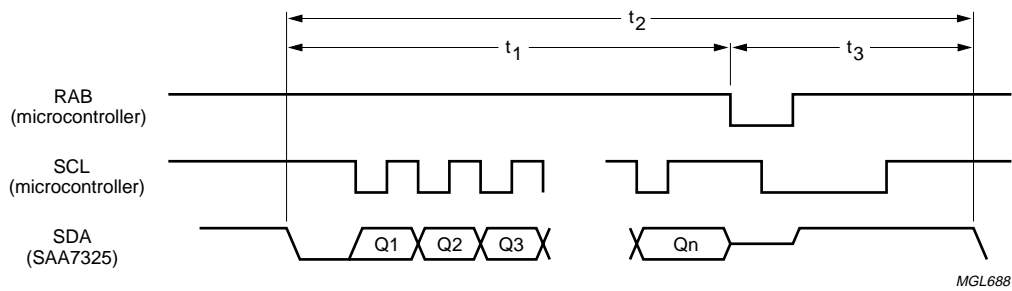 t2
t1
t3
RAB
(microcontroller)
SCL
(microcontroller)
SDA
(SAA7325)
Q1 Q2 Q3 Qn
MGL688